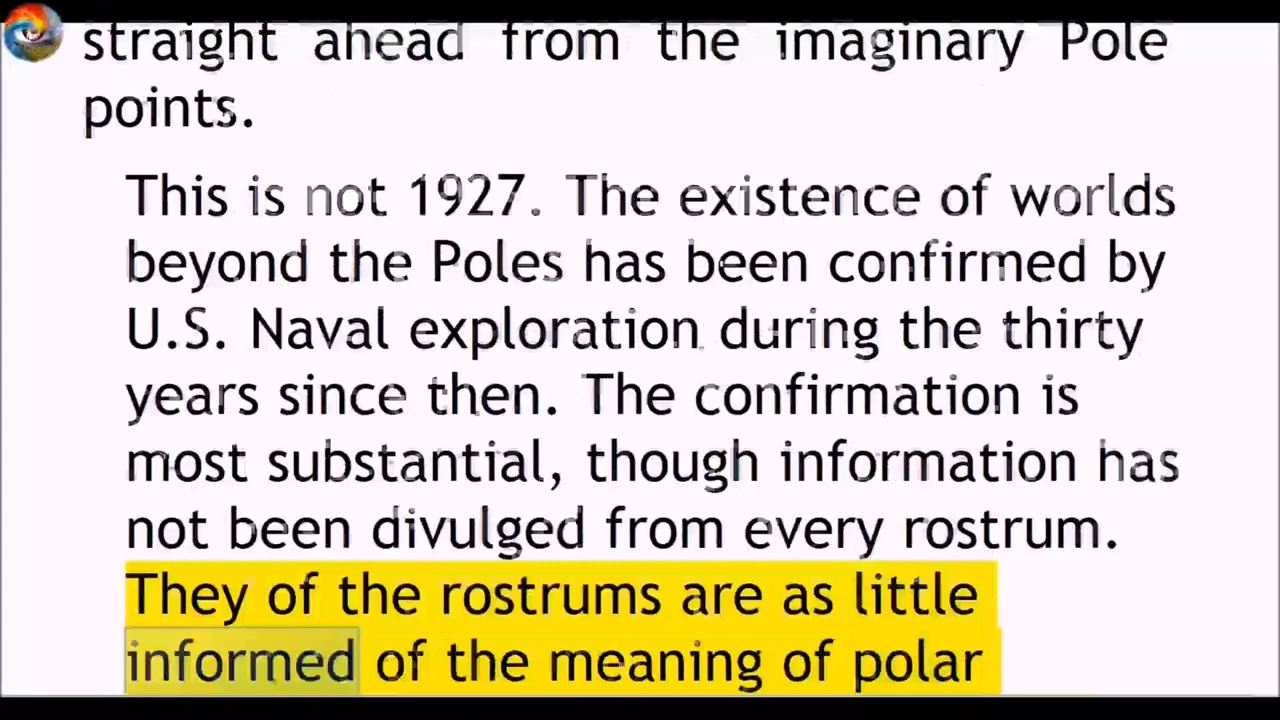 straight ahead from the imaginary Pole
points.
This is not 1927. The existence of worlds
beyond the Poles has been confirmed by
U.S. Naval exploration during the thirty
years since then. The confirmation is
most substantial, though information has
not been divulged from every rostrum.
They of the rostrums are as little
informed of the meaning of polar